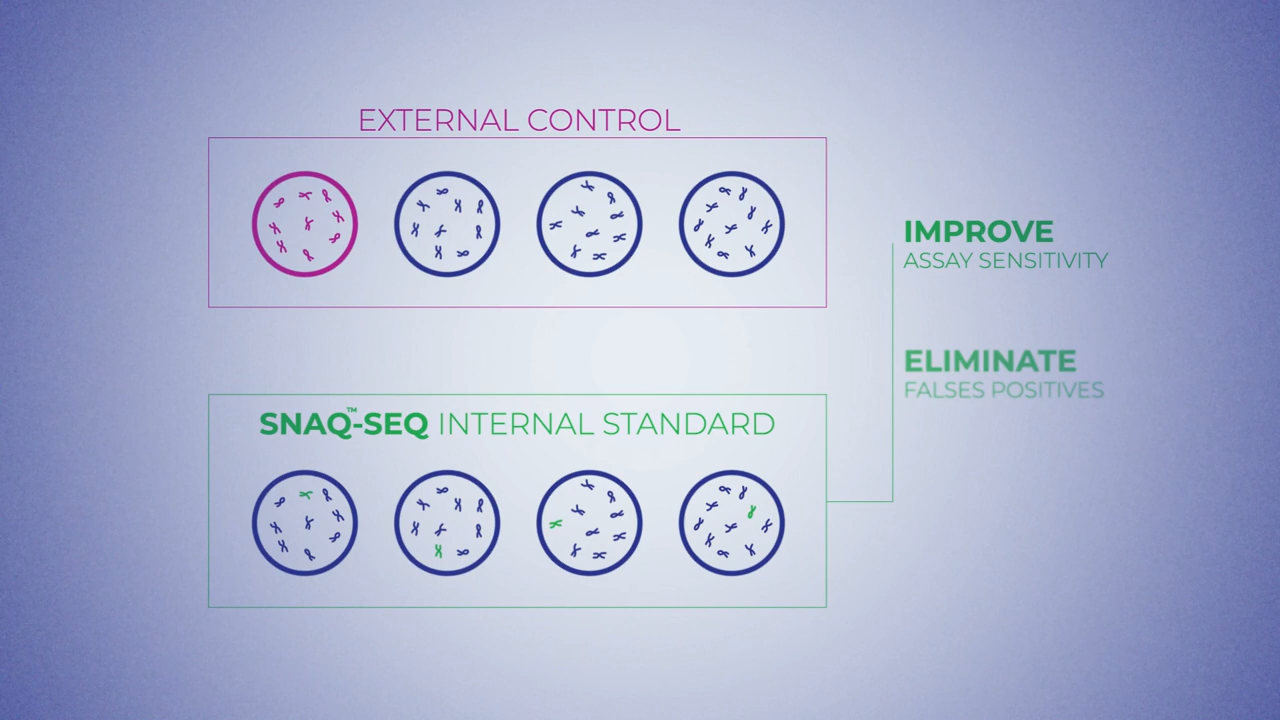 EXTERNAL CONTROL
IMPROVE
ASSAY SENSITIVITY
ELIMINATE
FALSES POSITIVES
SNAQ™-SEQ INTERNAL STANDARD